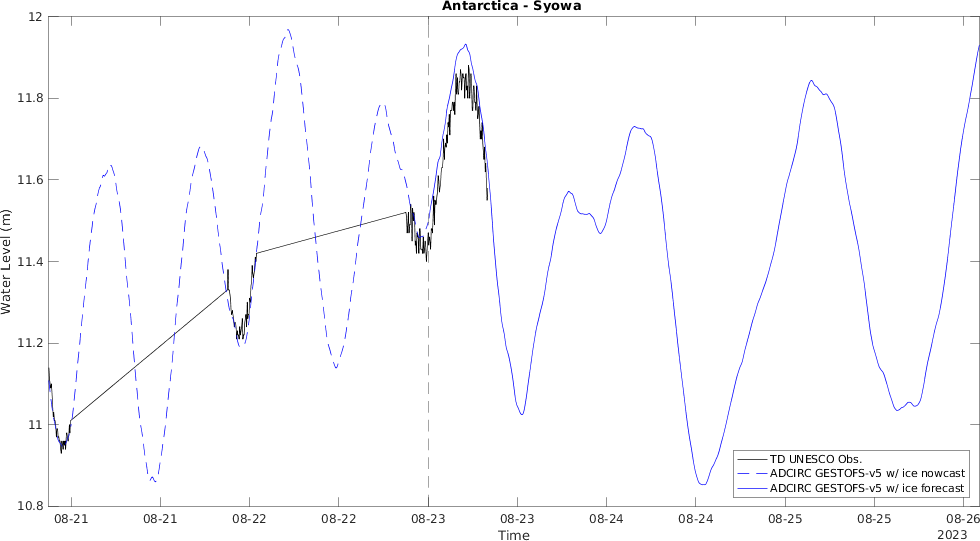 Antarctica - Syowa
12
11.8
11.6
11.4
11.2
11
10.8
Water Level (m)
08-21 08-21 08-22 08-22 08-23 08-23 08-24 08-24 08-25 08-25 08-26
Time
2023
TD UNESCO Obs.
ADCIRC GESTOFS-v5 w/ ice nowcast
ADCIRC GESTOFS-v5 w/ ice forecast